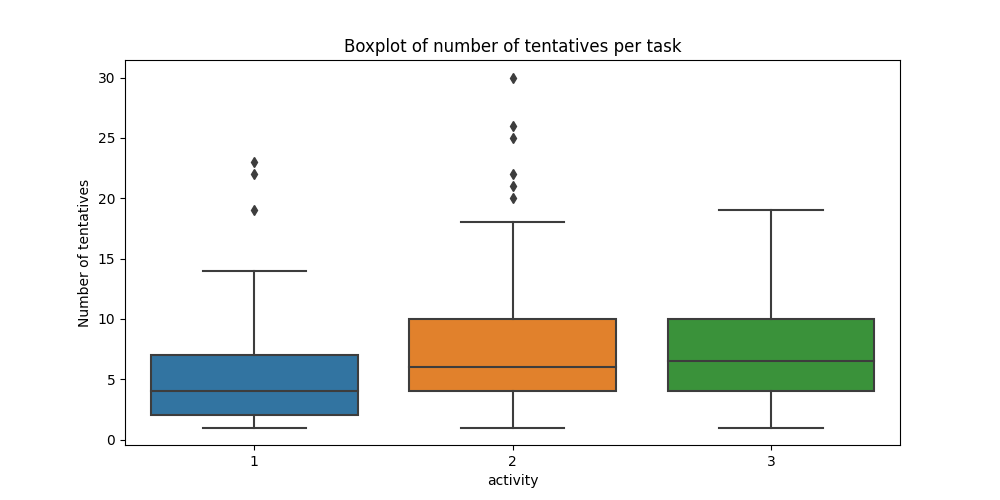 Boxplot of number of tentatives per task
Number of tentatives
30
25
20
15
10
5
0
1 2 3
activity